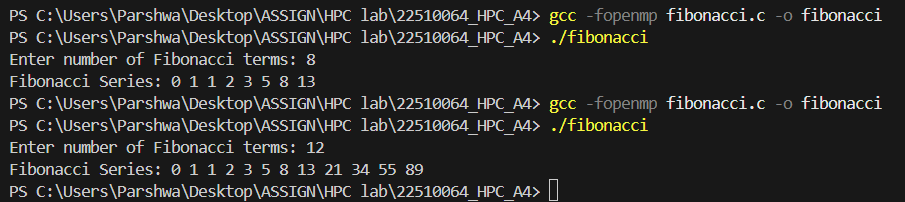 PS C:\Users\Parshwa\Desktop\ASSIGN\HPC lab\22510064_HPC_A4> gcc -fopenmp fibonacci.c -o fibonacci
PS C:\Users\Parshwa\Desktop\ASSIGN\HPC lab\22510064_HPC_A4> ./fibonacci
Enter number of Fibonacci terms: 8
Fibonacci Series: 0 1 1 2 3 5 8 13
PS C:\Users\Parshwa\Desktop\ASSIGN\HPC lab\22510064_HPC_A4> gcc -fopenmp fibonacci.c -o fibonacci
PS C:\Users\Parshwa\Desktop\ASSIGN\HPC lab\22510064_HPC_A4> ./fibonacci
Enter number of Fibonacci terms: 12
Fibonacci Series: 0 1 1 2 3 5 8 13 21 34 55 89
PS C:\Users\Parshwa\Desktop\ASSIGN\HPC lab\22510064_HPC_A4>